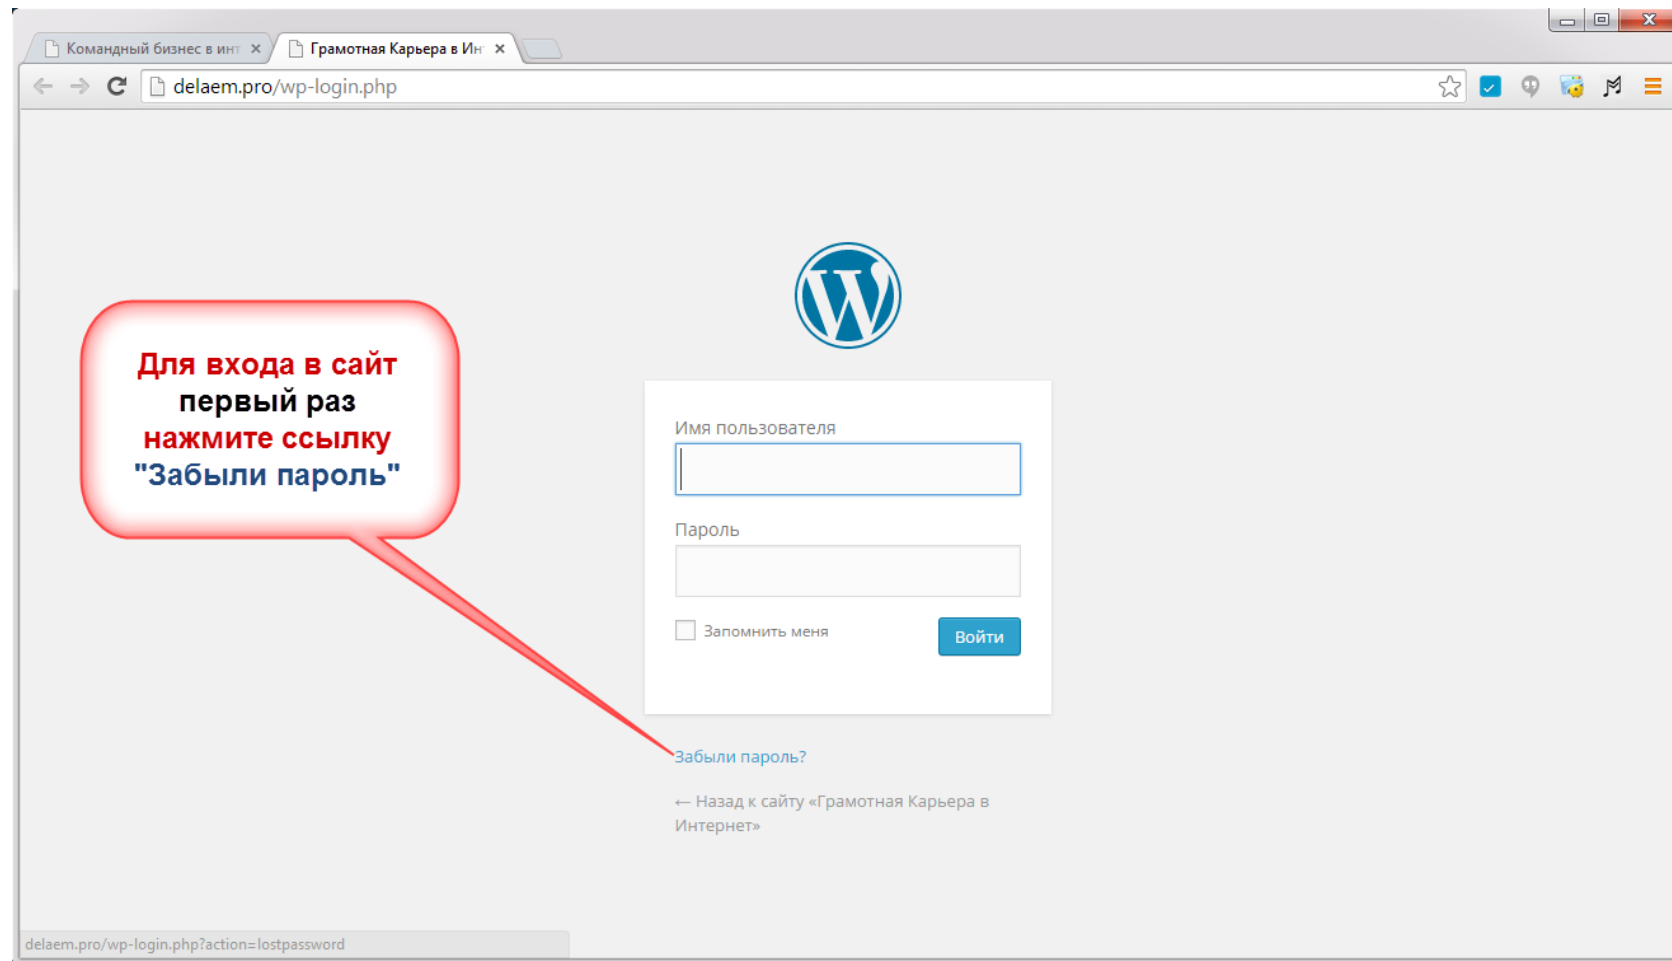 Командный бизнес в инт
Грамотная Карьера в Ин
delaem.pro/wp-login.php
Для входа в сайт
первый раз
нажмите ссылку
"Забыли пароль"
Имя пользователя
Пароль
Запомнить меня
Войти
Забыли пароль?
← Назад к сайту «Грамотная Карьера в
Интернет»
delaem.pro/wp-login.php?action=lostpassword